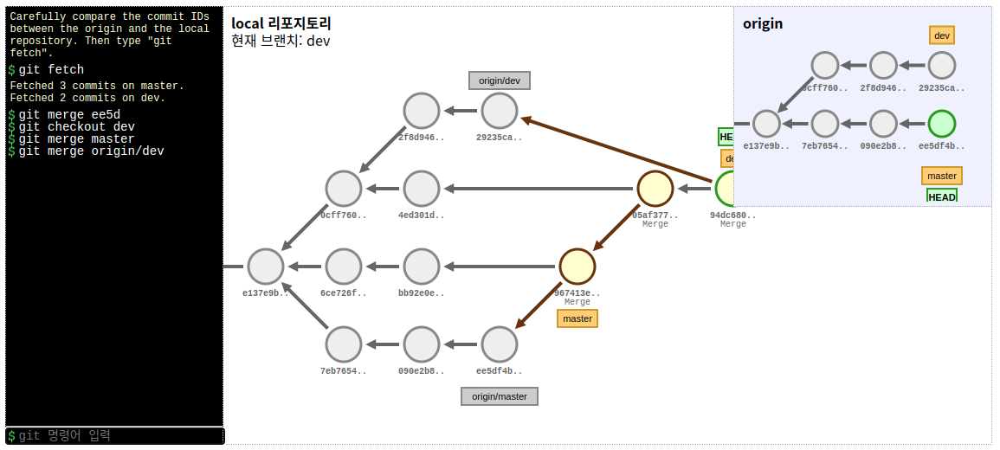 Carefully compare the commit IDs
between the origin and the local
repository. Then type "git
fetch".
$ git fetch
Fetched 3 commits on master.
Fetched 2 commits on dev.
$ git merge ee5d
$ git checkout dev
$ git merge master
$ git merge origin/dev
$ git 명령어 입력
local 리포지토리
현재 브랜치: dev
origin/dev
2f8d946..
29235ca..
HE
de
0cff760..
4ed301d..
05af377..
Merge
94dc680..
Merge
e137e9b..
6ce726f..
bb92e0e..
967413e..
Merge
master
7eb7654..
090e2b8..
ee5df4b..
origin/master
origin
dev
0cff760..
2f8d946..
29235ca..
e137e9b..
7eb7654..
090e2b8..
ee5df4b..
master
HEAD